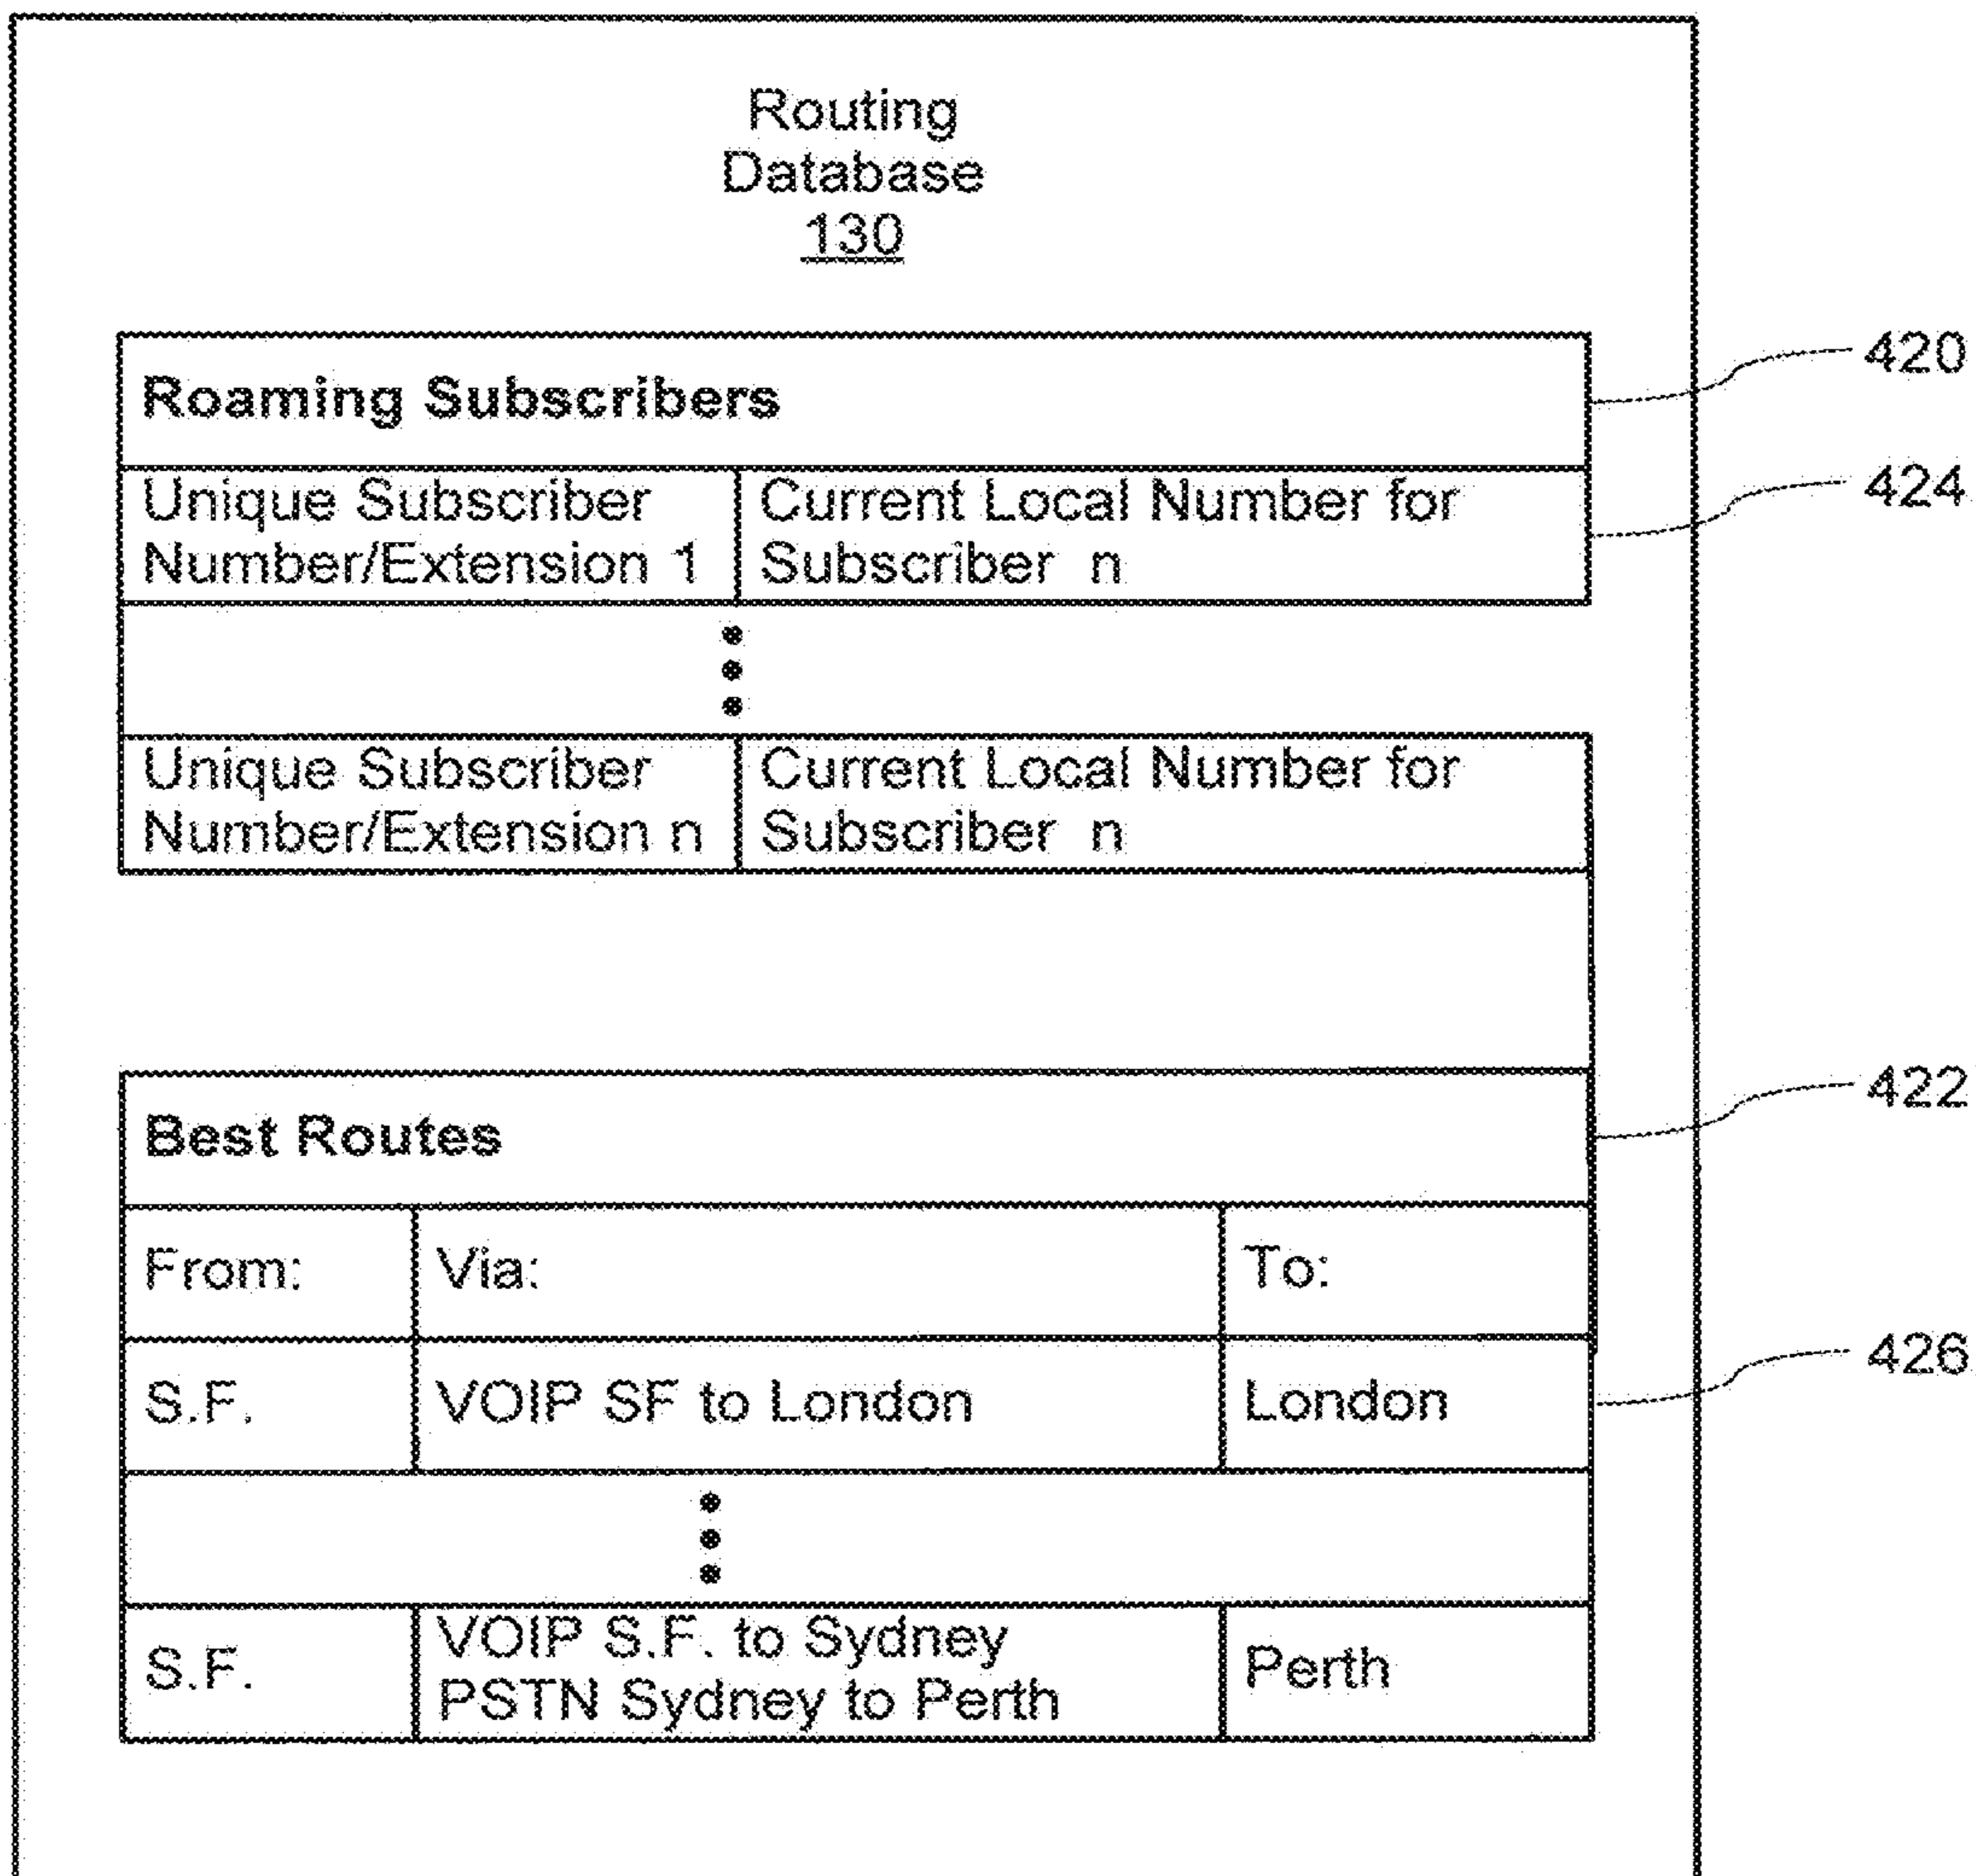 Routing
Database
130
Roaming Subscribers
420
Unique Subscriber
Number/Extension 1
Current Local Number for
Subscriber n
424
Unique Subscriber
Number/Extension n
Current Local Number for
Subscriber n
Best Routes
422
From:
Via:
To:
S.F.
VOIP SF to London
London
426
S.F.
VOIP S.F. to Sydney
PSTN Sydney to Perth
Perth